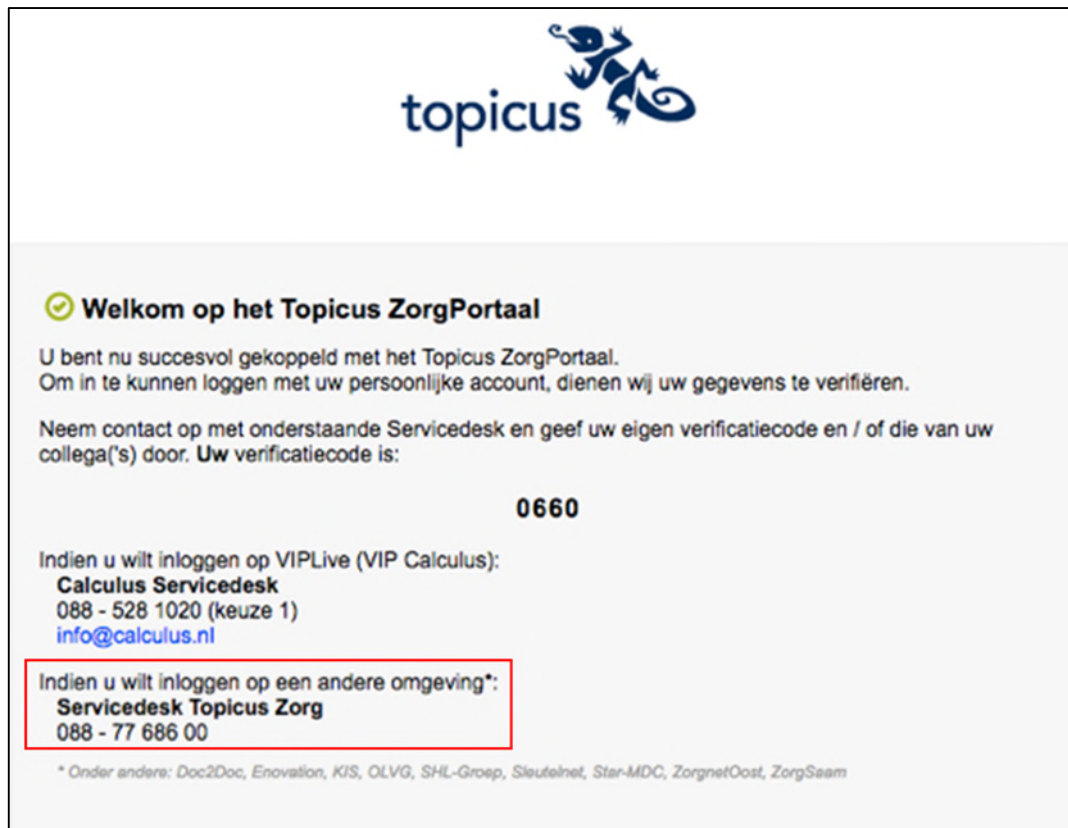 topicus
Welkom op het Topicus ZorgPortaal
U bent nu succesvol gekoppeld met het Topicus ZorgPortaal.
Om in te kunnen loggen met uw persoonlijke account, dienen wij uw gegevens te verifiëren.
Neem contact op met onderstaande Servicedesk en geef uw eigen verificatiecode en / of die van uw
collega('s) door. Uw verificatiecode is:
0660
Indien u wilt inloggen op VIPLive (VIP Calculus):
Calculus Servicedesk
088 - 528 1020 (keuze 1)
info@calculus.nl
Indien u wilt inloggen op een andere omgeving*:
Servicedesk Topicus Zorg
088 - 77 686 00
* Onder andere: Doc2Doc, Enovation, KIS, OLVG, SHL-Groep, Sleutelnet, Star-MDC, ZorgnetOost, ZorgSaam